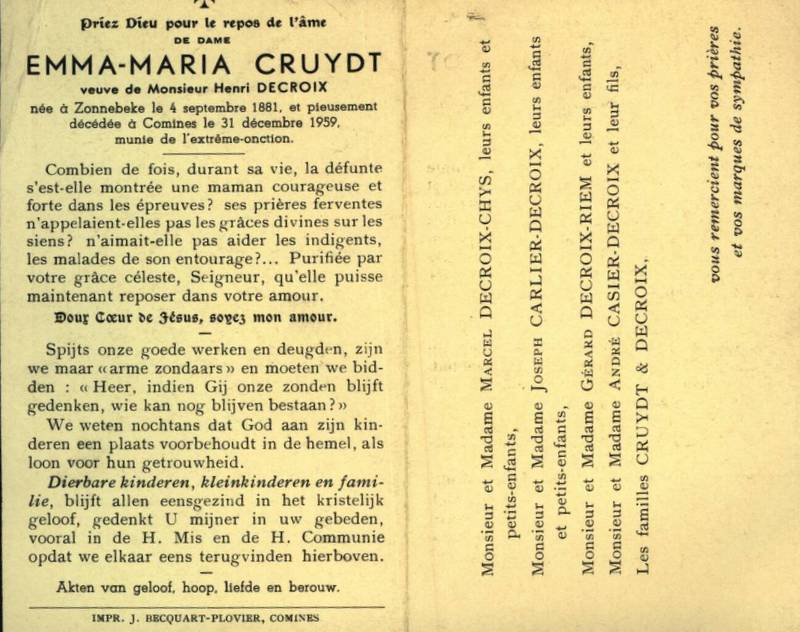 Priez Dieu pour le repos de l'âme
DE DAME
EMMA-MARIA CRUYDT
veuve de Monsieur Henri DECROIX
née à Zonnebeke le 4 septembre 1881, et pieusement
décédée à Comines le 31 décembre 1959,
munie de l'extrême-onction.
Combien de fois, durant sa vie, la défunte
s'est-elle montrée une maman courageuse et
forte dans les épreuves? ses prières ferventes
n'appelaient-elles pas les grâces divines sur les
siens? n'aimait-elle pas aider les indigents,
les malades de son entourage?... Purifiée par
votre grâce céleste, Seigneur, qu'elle puisse
maintenant reposer dans votre amour.
Doux Cœur de Jésus, soyez mon amour.
Spijts onze goede werken en deugden, zijn
we maar «arme zondaars» en moeten we bid-
den : «Heer, indien Gij onze zonden blijft
gedenken, wie kan nog blijven bestaan?»
We weten nochtans dat God aan zijn kin-
deren een plaats voorbehoudt in de hemel, als
loon voor hun getrouwheid.
Dierbare kinderen, kleinkinderen en fami-
lie, blijft allen eensgezind in het kristelijk
geloof, gedenkt U mijner in uw gebeden,
vooral in de H. Mis en de H. Communie
opdat we elkaar eens terugvinden hierboven.
Akten van geloof, hoop, liefde en berouw.
IMPR. J. BECQUART-PLOVIER, COMINES
Monsieur et Madame MARCEL DECROIX-CHYS, leurs enfants et
petits-enfants,
Monsieur et Madame JOSEPH CARLIER-DECROIX, leurs enfants
et petits-enfants,
Monsieur et Madame GÉRARD DECROIX-RIEM et leurs enfants,
Monsieur et Madame ANDRÉ CASIER-DECROIX et leur fils,
Les familles CRUYDT & DECROIX,
vous remercient pour vos prières
et vos marques de sympathie.